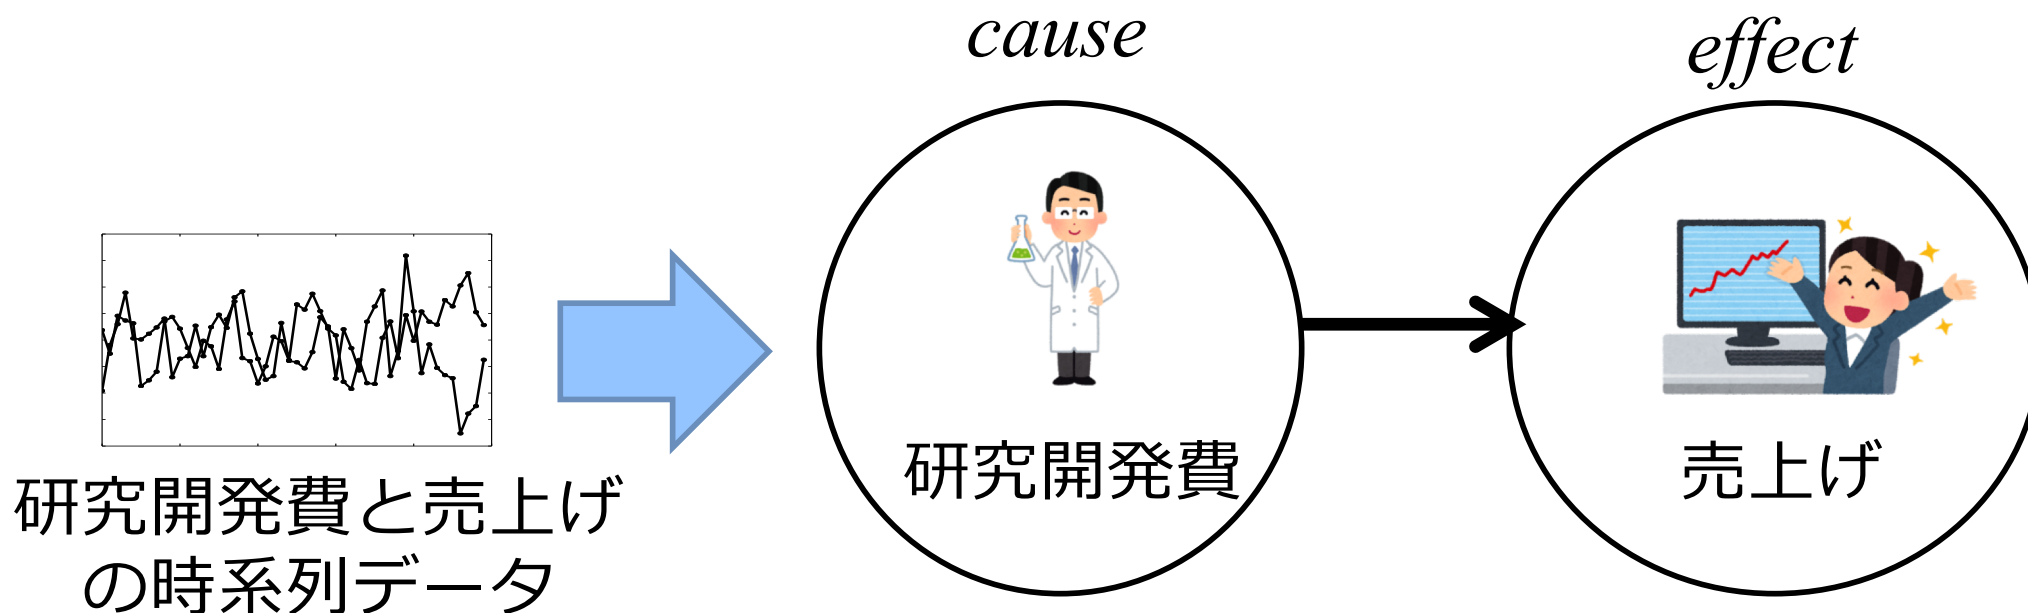 cause
effect
研究開発費
売上げ
研究開発費と売上げ
の時系列データ